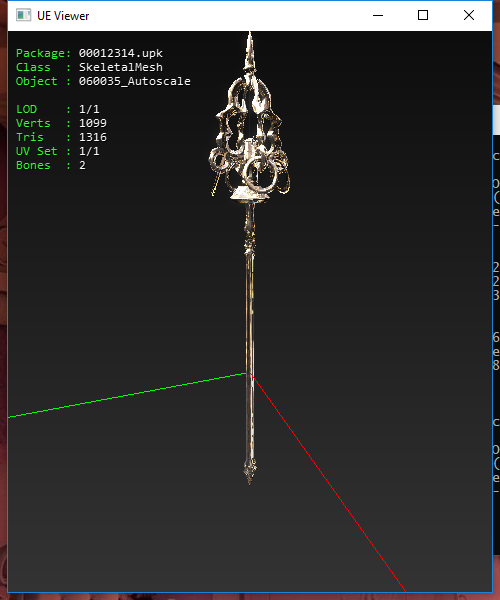 UE Viewer
Package: 00012314.upk
Class : SkeletalMesh
Object : 060035_Autoscale
LOD : 1/1
Verts : 1099
Tris : 1316
UV Set : 1/1
Bones : 2